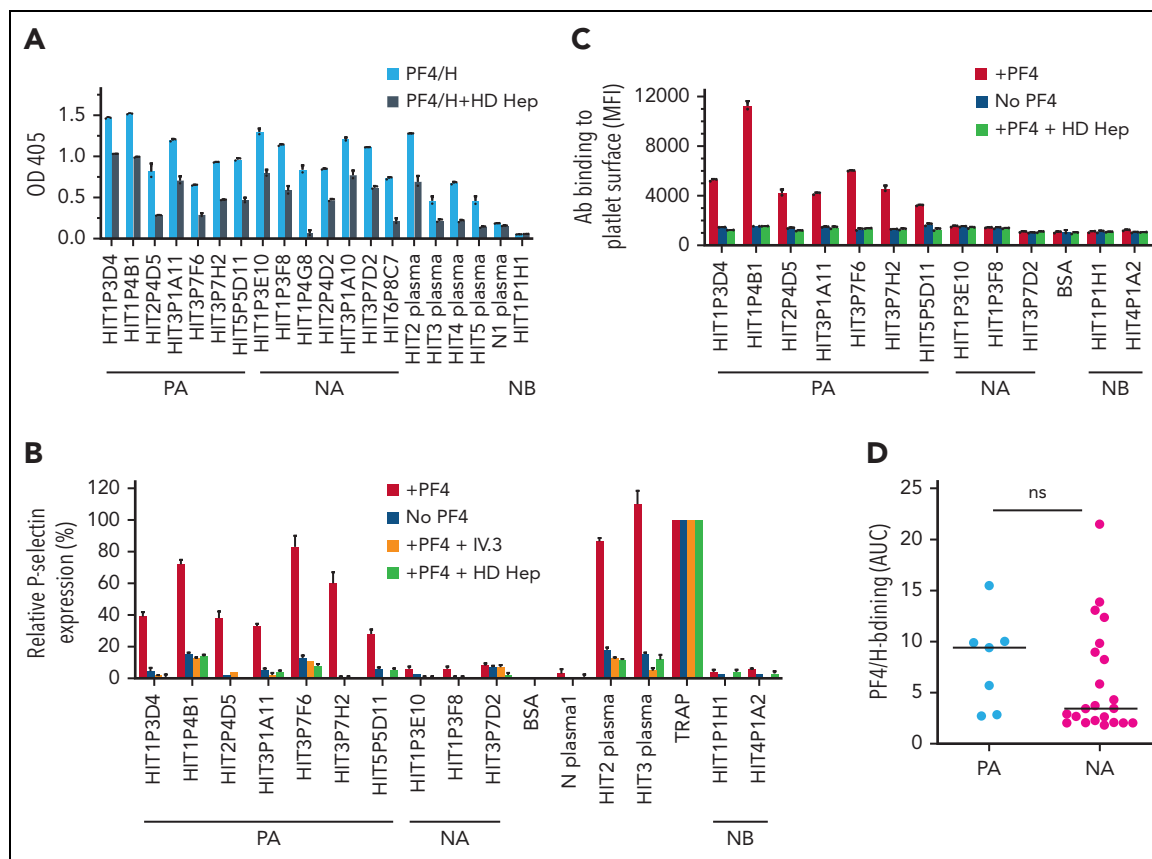 A
PF4/H
PF4/H+HD Hep
OD 405
1.5
1.0
0.5
0.0
HIT1P3D4
HIT1P4B1
HIT2P4D5
HIT3P1A11
HIT3P7F6
HIT3P7H2
HIT5P5D11
HIT1P3E10
HIT1P3F8
HIT1P4G8
HIT2P4D2
HIT3P1A10
HIT3P7D2
HIT6P8C7
HIT2 plasma
HIT3 plasma
HIT4 plasma
HIT5 plasma
N1 plasma
HIT1P1H1
PA
NA
NB
C
+PF4
No PF4
+PF4 + HD Hep
Ab binding to
platlet surface (MFI)
12000
8000
4000
0
HIT1P3D4
HIT1P4B1
HIT2P4D5
HIT3P1A11
HIT3P7F6
HIT3P7H2
HIT5P5D11
HIT1P3E10
HIT1P3F8
HIT3P7D2
BSA
HIT1P1H1
HIT4P1A2
PA
NA
NB
B
+PF4
No PF4
+PF4 + IV.3
+PF4 + HD Hep
Relative P-selectin
expression (%)
120
100
80
60
40
20
0
HIT1P3D4
HIT1P4B1
HIT2P4D5
HIT3P1A11
HIT3P7F6
HIT3P7H2
HIT5P5D11
HIT1P3E10
HIT1P3F8
HIT3P7D2
BSA
N plasma1
HIT2 plasma
HIT3 plasma
TRAP
HIT1P1H1
HIT4P1A2
PA
NA
NB
D
PF4/H-bdining (AUC)
25
20
15
10
5
0
ns
PA
NA